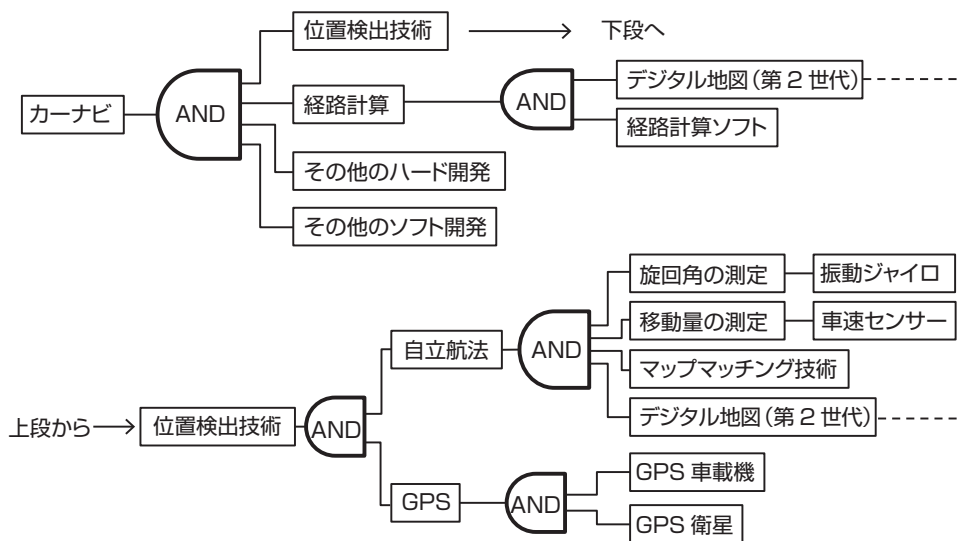 位置検出技術
下段へ
カーナビ
AND
経路計算
AND
デジタル地図(第2世代)
経路計算ソフト
その他のハード開発
その他のソフト開発
旋回角の測定
振動ジャイロ
移動量の測定
車速センサー
自立航法
AND
マップマッチング技術
デジタル地図(第2世代)
上段から
位置検出技術
AND
GPS
AND
GPS 車載機
GPS 衛星